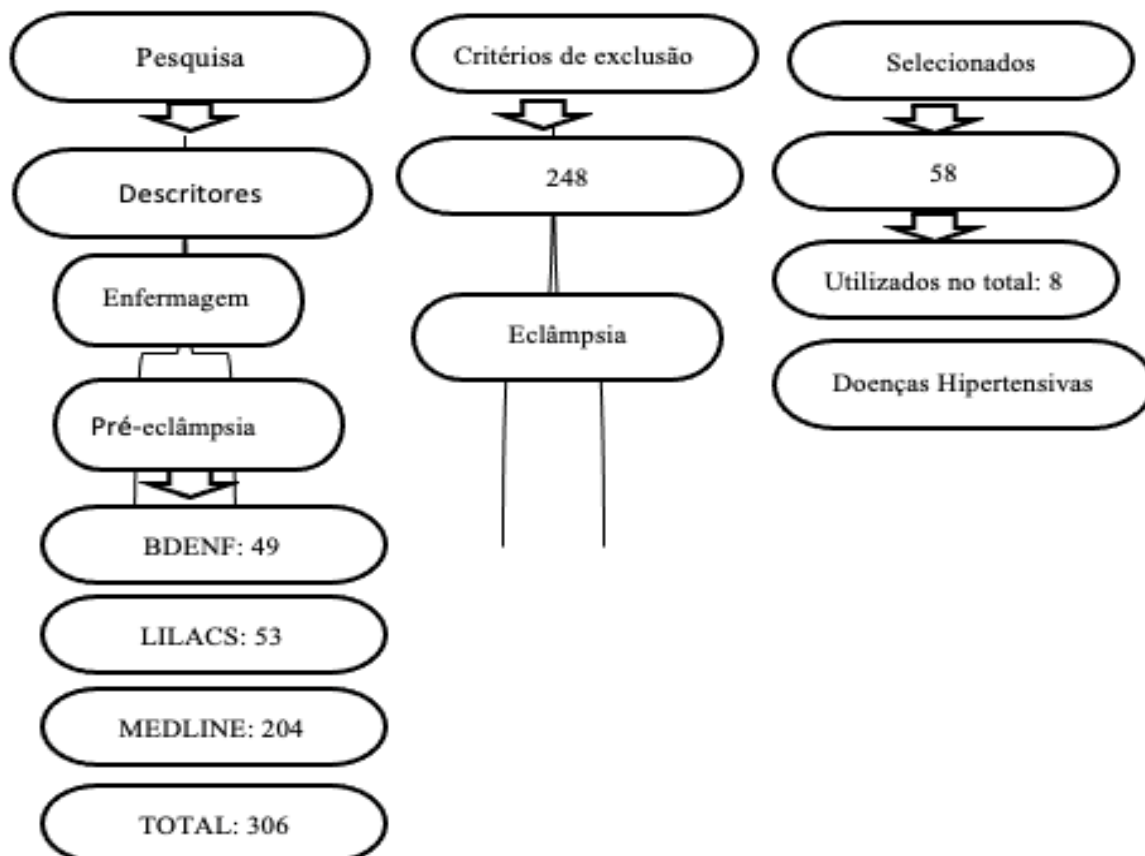 Pesquisa
Descritores
Enfermagem
Pré-eclâmpsia
BDENF: 49
LILACS: 53
MEDLINE: 204
TOTAL: 306
Critérios de exclusão
248
Eclâmpsia
Selecionados
58
Utilizados no total: 8
Doenças Hipertensivas